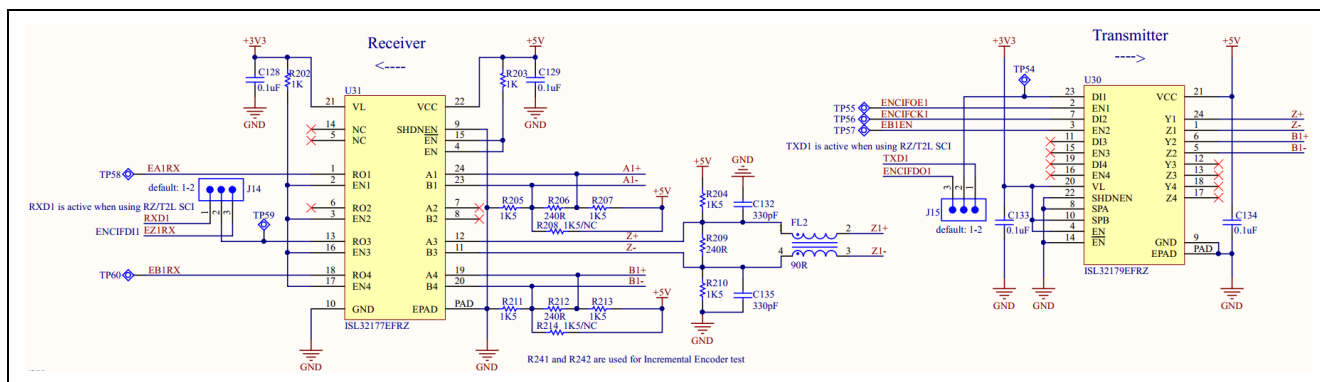 Receiver
<----
+3V3
C128
0.1uF
GND
R202
1K
+5V
R203
1K
C129
0.1uF
GND
U31
21 VL VCC 22
14 NC SHDNEN 9
5 NC EN 15
EN 4
1 RO1 A1 24
2 EN1 B1 23
6 RO2 A2 7
3 EN2 B2 8
13 RO3 A3 12
16 EN3 B3 11
18 RO4 A4 19
17 EN4 B4 20
10 GND EPAD PAD
ISL32177EFRZ
GND
GND
TP58 EA1RX
default: 1-2 J14
RXD1 is active when using RZ/T2L SCI
TP59
RXD1
ENCIFDI1 EZ1RX
1 2 3
TP60 EB1RX
A1+
A1-
+5V
R205 R206 R207
1K5 240R 1K5
R208 1K5/NC
Z+
Z-
B1+
B1-
+5V
R211 R212 R213
1K5 240R 1K5
R214 1K5/NC
R241 and R242 are used for Incremental Encoder test
+5V
GND
R204
1K5
C132
330pF
R209
240R
R210
1K5
C135
330pF
GND
FL2
2 Z1+
4 3 Z1-
90R
Transmitter
---->
+3V3
+5V
TP54
U30
TP55 ENCIFOE1
TP56 ENCIFCK1
TP57 EB1EN
TXD1 is active when using RZ/T2L SCI
TXD1
ENCIFDO1
3 2 1
J15
default: 1-2
C133
0.1uF
23 DI1 VCC 21
2 EN1
7 DI2 Y1 24 Z+
3 EN2 Z1 1 Z-
11 DI3 Y2 6 B1+
15 EN3 Z2 5 B1-
19 DI4 Y3 12
16 EN4 Z3 13
20 VL Y4 18
22 SHDNEN Z4 17
8 SPA
10 SPB
4 EN GND 9
14 EN EPAD PAD
ISL32179EFRZ
C134
0.1uF
GND
GND
GND